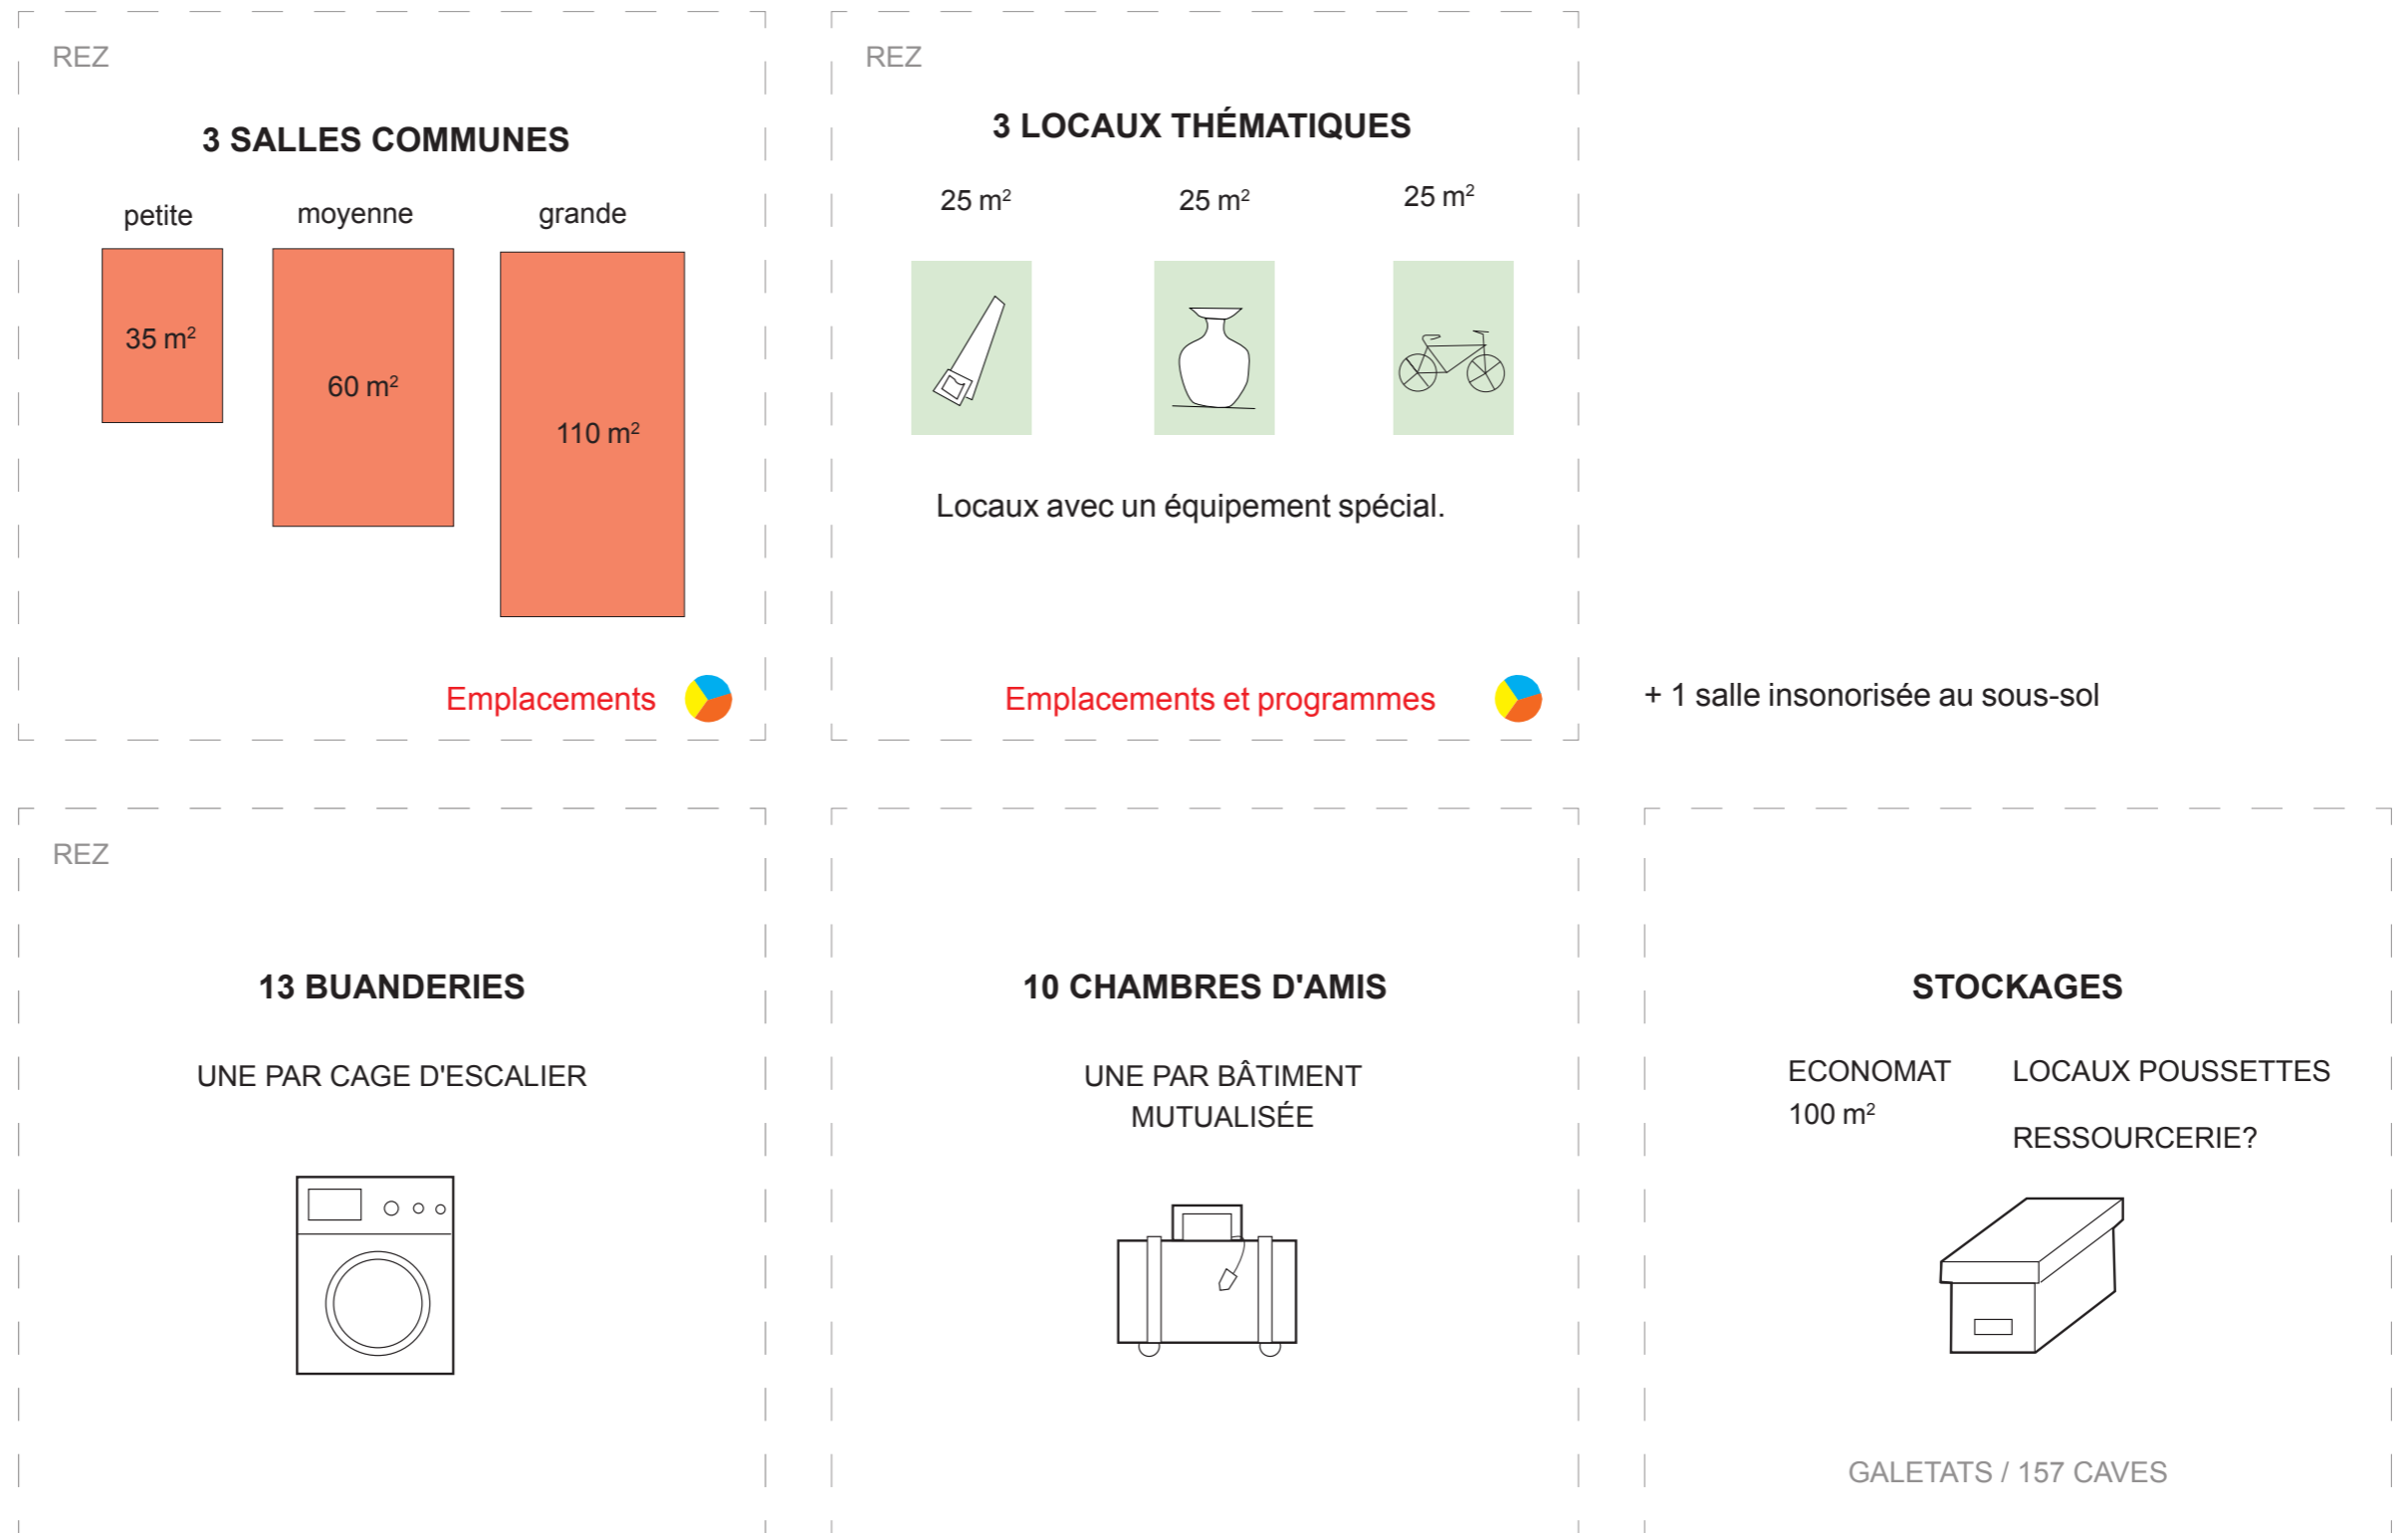 REZ
3 SALLES COMMUNES
petite
moyenne
grande
35 m²
60 m²
110 m²
Emplacements
REZ
3 LOCAUX THÉMATIQUES
25 m²
25 m²
25 m²
Locaux avec un équipement spécial.
Emplacements et programmes
+ 1 salle insonorisée au sous-sol
REZ
13 BUANDERIES
UNE PAR CAGE D'ESCALIER
10 CHAMBRES D'AMIS
UNE PAR BÂTIMENT
MUTUALISÉE
STOCKAGES
ECONOMAT
100 m²
LOCAUX POUSSETTES
RESSOURCERIE?
GALETATS / 157 CAVES